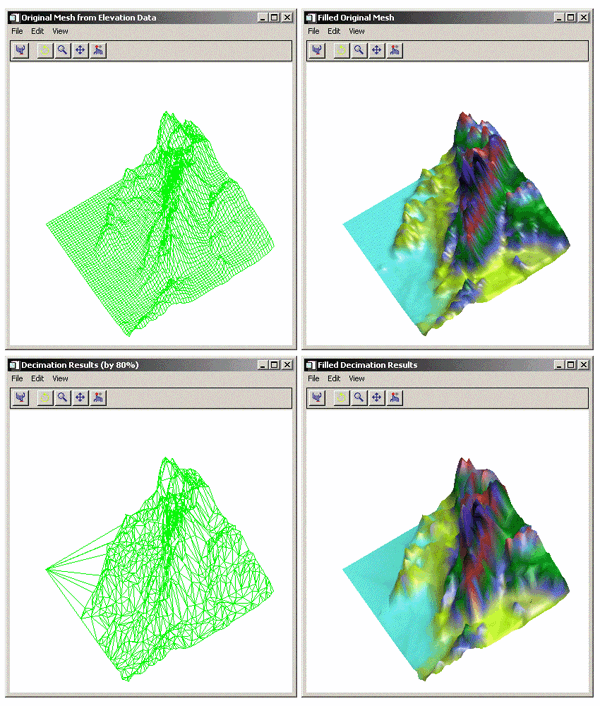 Original Mesh from Elevation Data
File Edit View
Filled Original Mesh
File Edit View
Decimation Results (by 80%)
File Edit View
Filled Decimation Results
File Edit View